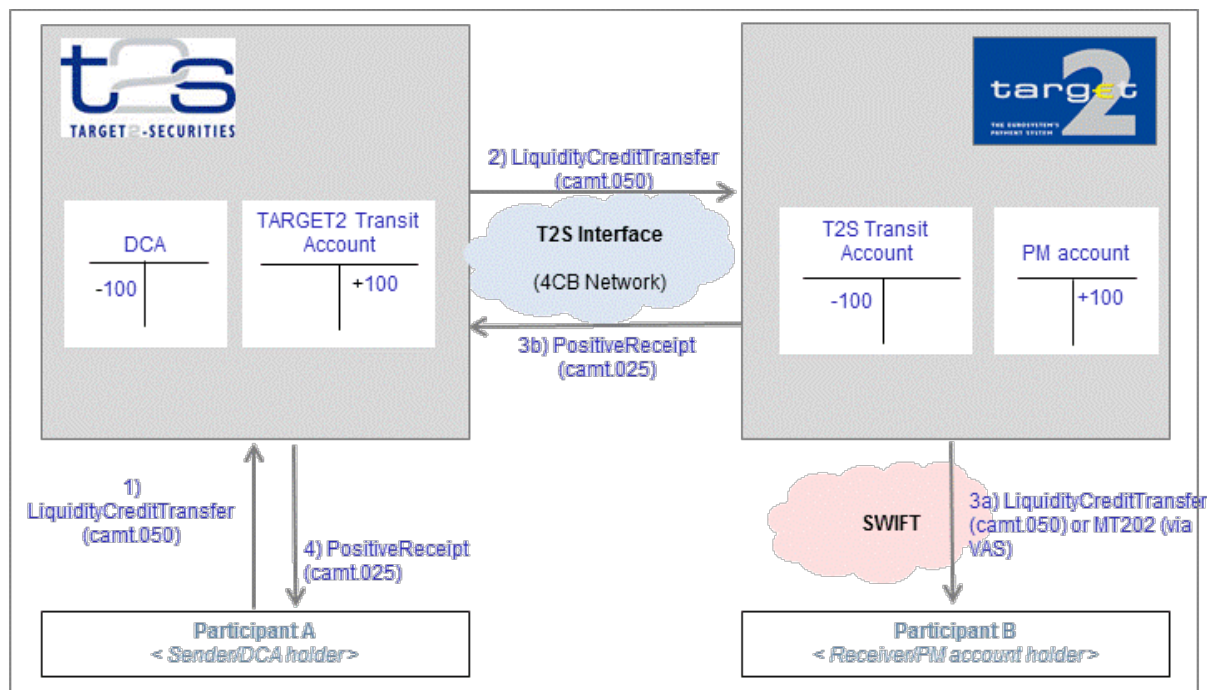 t2s
TARGET2-SECURITIES
target
2
THE EUROSYSTEM'S
PAYMENT SYSTEM
2) LiquidityCreditTransfer
(camt.050)
T2S Interface
(4CB Network)
3b) PositiveReceipt
(camt.025)
DCA
-100
TARGET2 Transit
Account
+100
T2S Transit
Account
-100
PM account
+100
1)
LiquidityCreditTransfer
(camt.050)
4) PositiveReceipt
(camt.025)
SWIFT
3a) LiquidityCreditTransfer
(camt.050) or MT202 (via
VAS)
Participant A
< Sender/DCA holder>
Participant B
< Receiver/PM account holder>